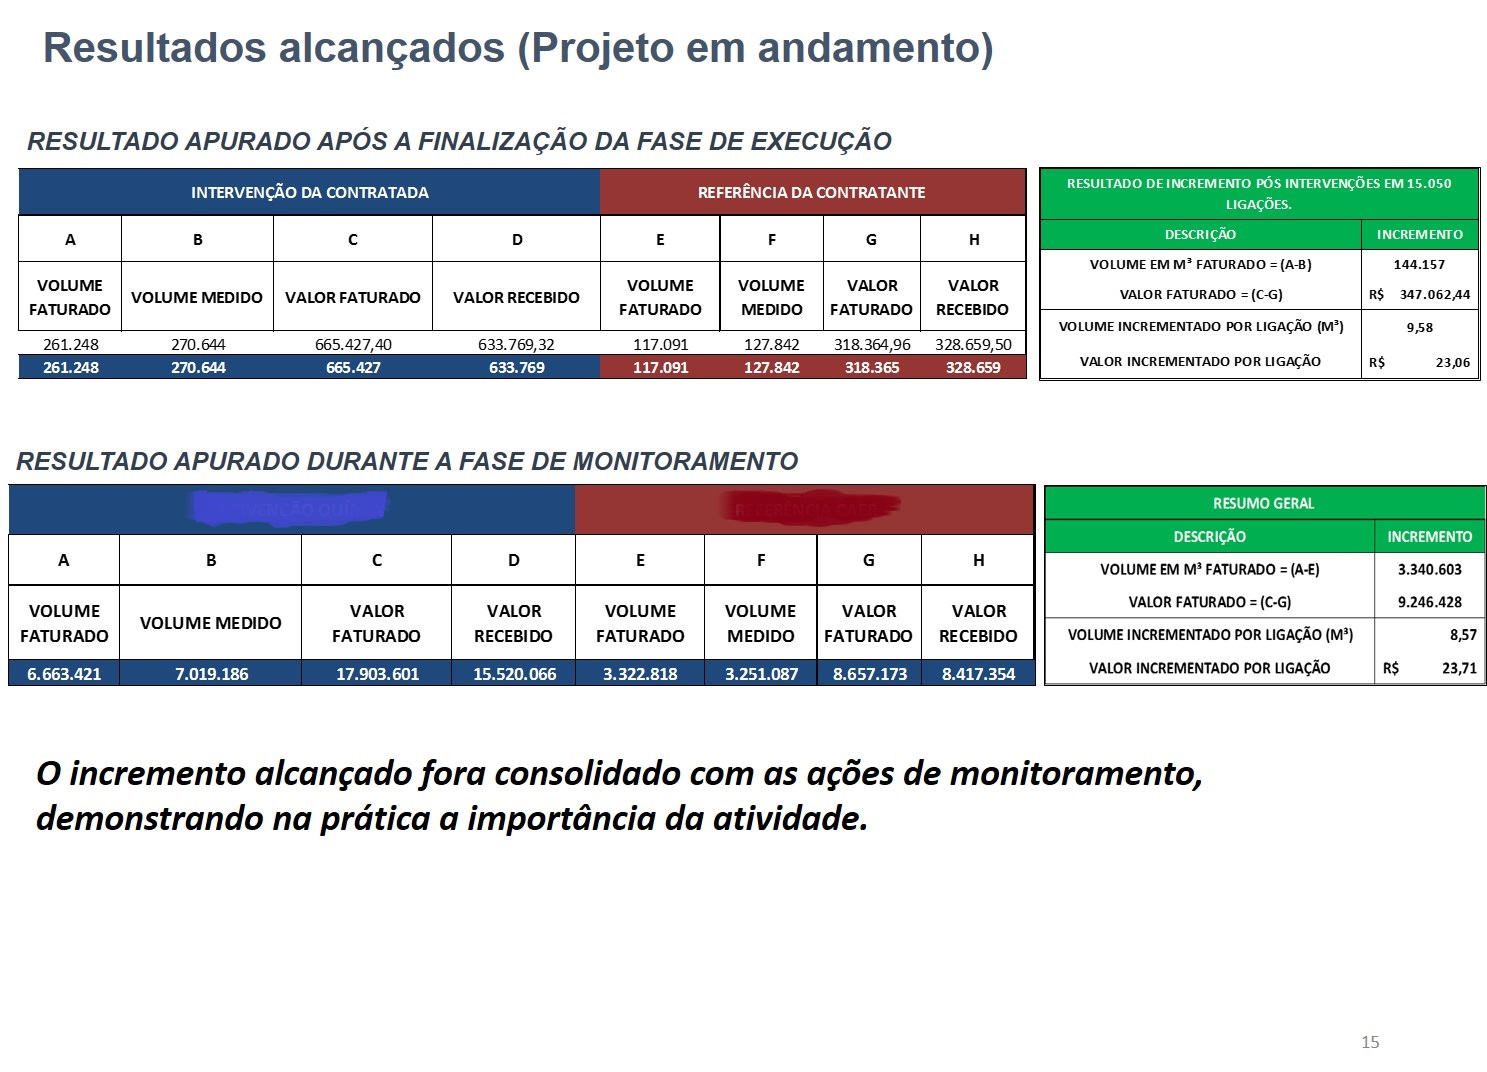 Resultados alcançados (Projeto em andamento)
RESULTADO APURADO APÓS A FINALIZAÇÃO DA FASE DE EXECUÇÃO
INTERVENÇÃO DA CONTRATADA REFERÊNCIA DA CONTRATANTE
A B C D E F G H
VOLUME FATURADO VOLUME MEDIDO VALOR FATURADO VALOR RECEBIDO VOLUME FATURADO VOLUME MEDIDO VALOR FATURADO VALOR RECEBIDO
261.248 270.644 665.427,40 633.769,32 117.091 127.842 318.364,96 328.659,50
261.248 270.644 665.427 633.769 117.091 127.842 318.365 328.659
RESULTADO DE INCREMENTO PÓS INTERVENÇÕES EM 15.050
LIGAÇÕES.
DESCRIÇÃO INCREMENTO
VOLUME EM M³ FATURADO = (A-B) 144.157
VALOR FATURADO = (C-G) R$ 347.062,44
VOLUME INCREMENTADO POR LIGAÇÃO (M³) 9,58
VALOR INCREMENTADO POR LIGAÇÃO R$ 23,06
RESULTADO APURADO DURANTE A FASE DE MONITORAMENTO
A B C D E F G H
VOLUME FATURADO VOLUME MEDIDO VALOR FATURADO VALOR RECEBIDO VOLUME FATURADO VOLUME MEDIDO VALOR FATURADO VALOR RECEBIDO
6.663.421 7.019.186 17.903.601 15.520.066 3.322.818 3.251.087 8.657.173 8.417.354
RESUMO GERAL
DESCRIÇÃO INCREMENTO
VOLUME EM M³ FATURADO = (A-E) 3.340.603
VALOR FATURADO = (C-G) 9.246.428
VOLUME INCREMENTADO POR LIGAÇÃO (M³) 8,57
VALOR INCREMENTADO POR LIGAÇÃO R$ 23,71
O incremento alcançado fora consolidado com as ações de monitoramento,
demonstrando na prática a importância da atividade.
15